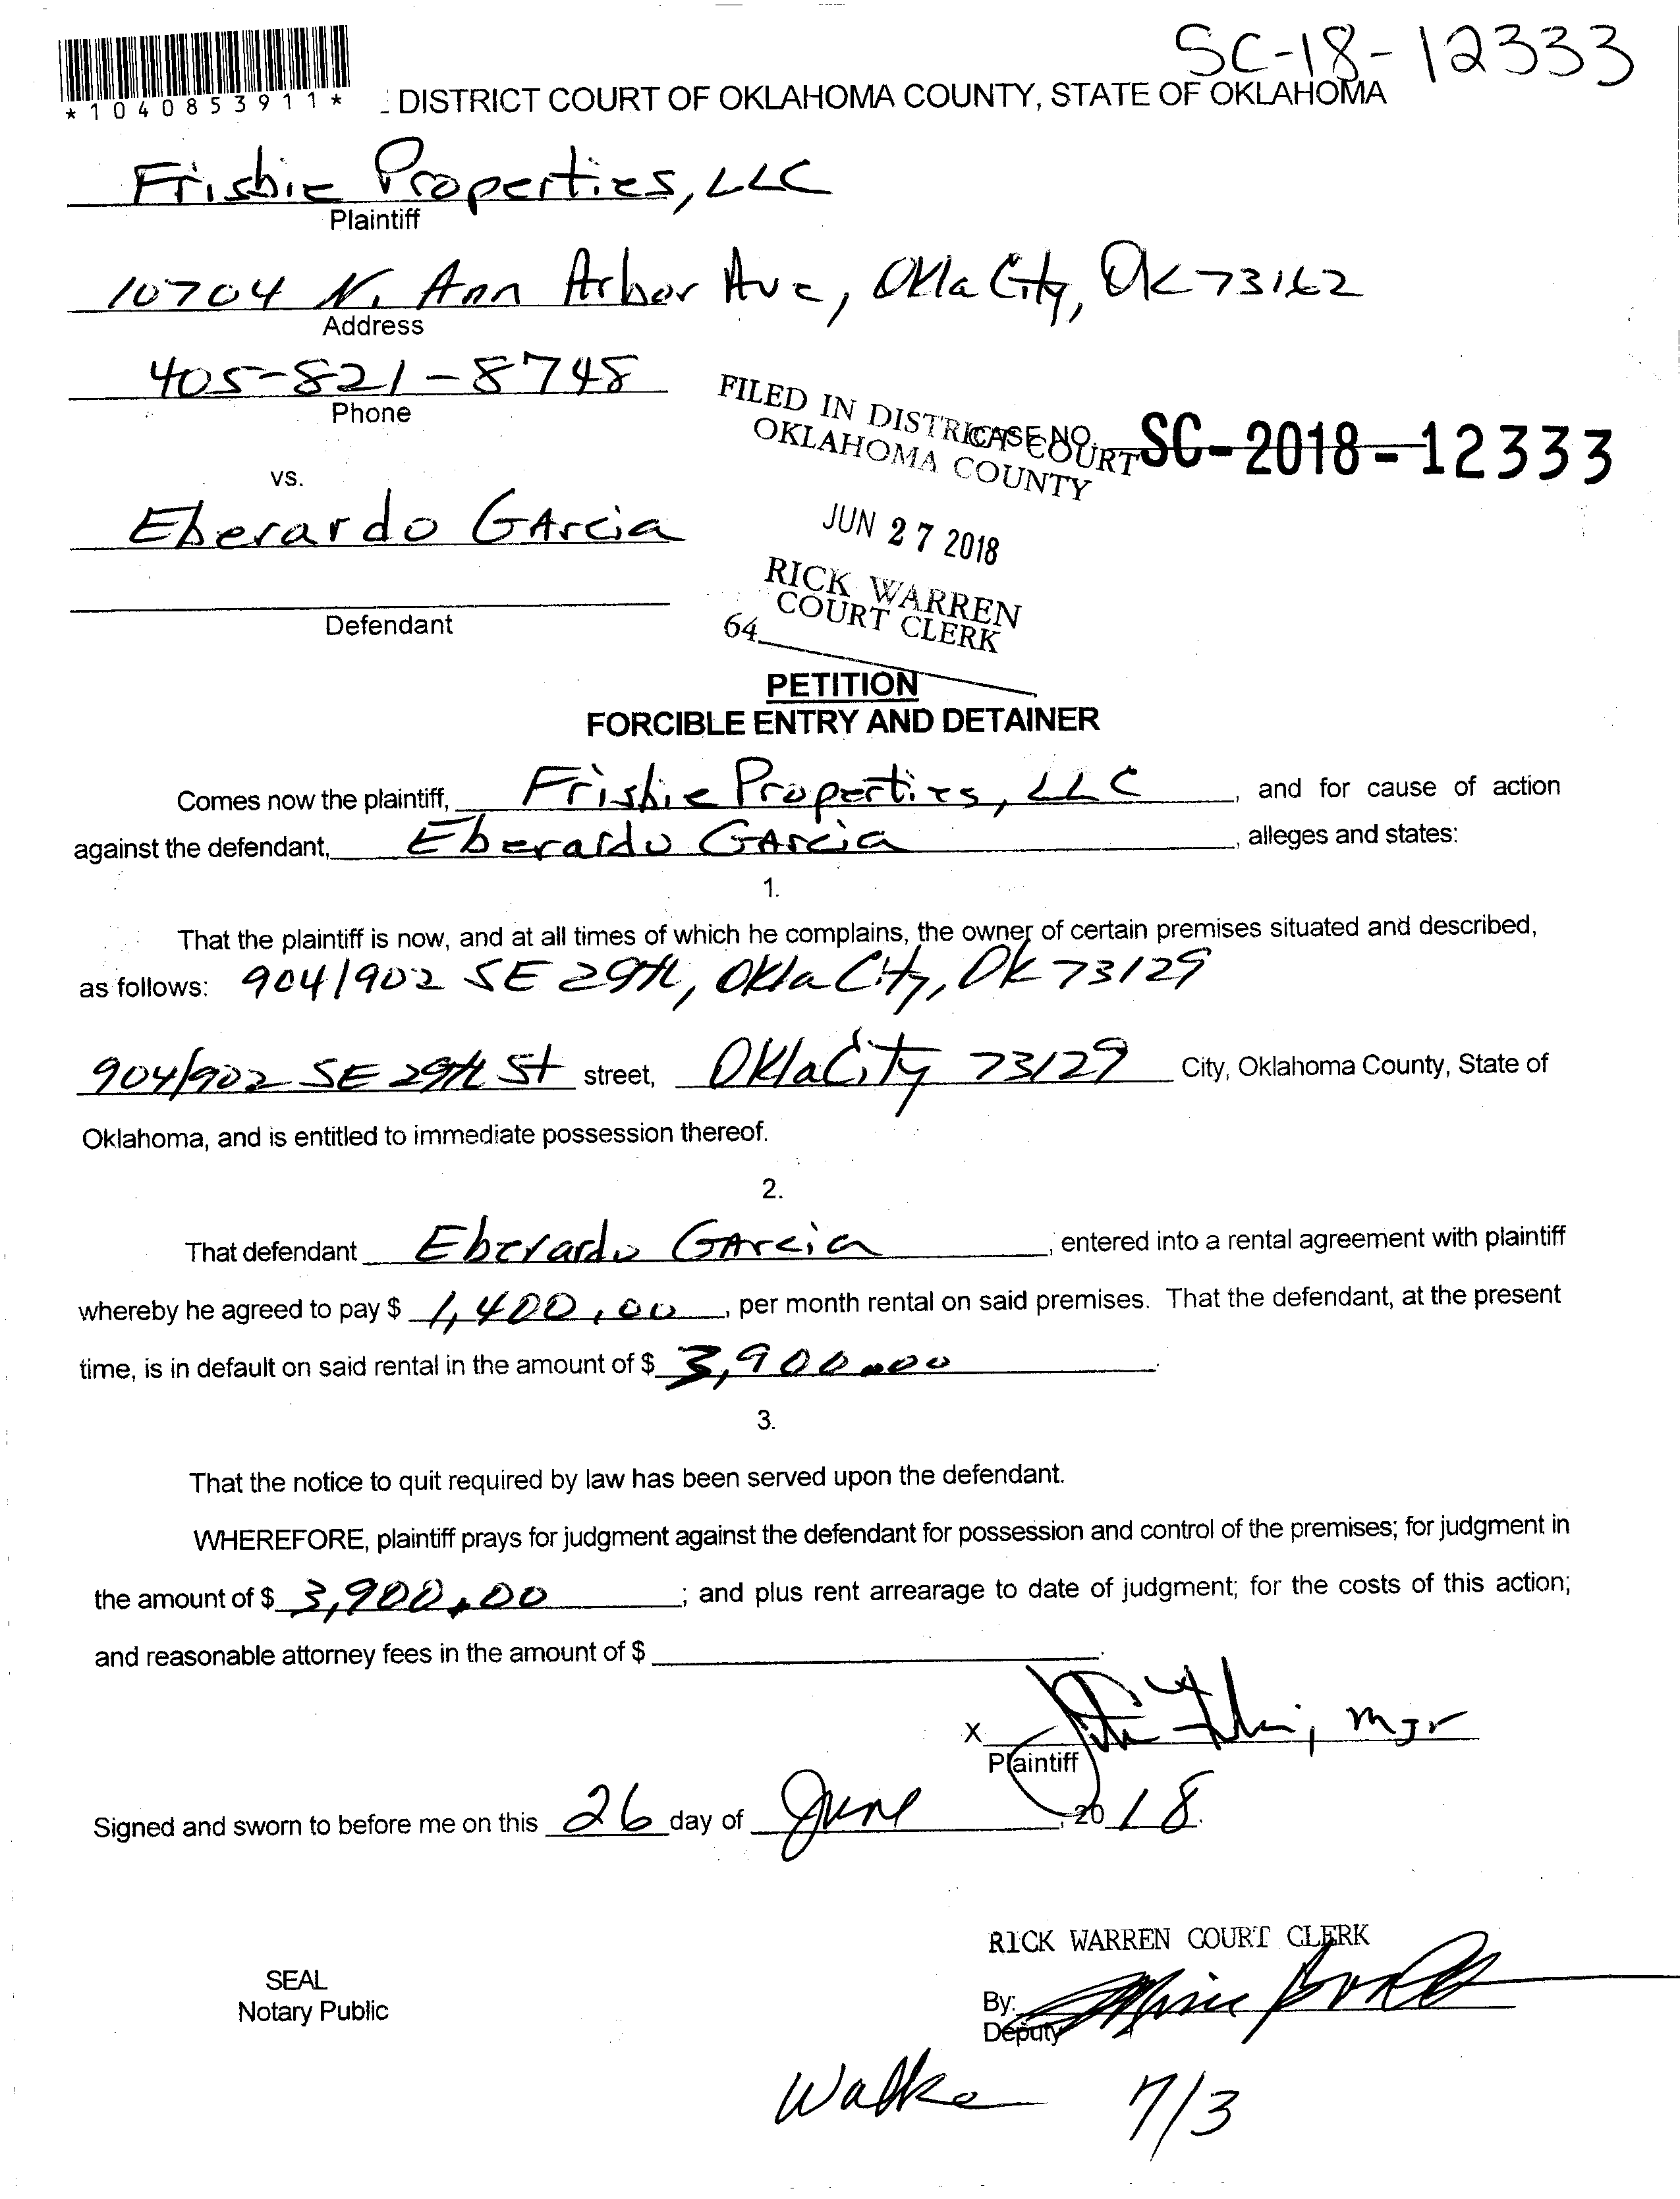 SC-18-12333
*1040853911*
DISTRICT COURT OF OKLAHOMA COUNTY, STATE OF OKLAHOMA
Frisbie Properties, LLC
Plaintiff
10704 N. Ann Arbor Ave, Okla City, OK 73162
Address
405-821-8748
Phone
FILED IN DISTRICT COURT
OKLAHOMA COUNTY
CASE NO. SC-2018-12333
vs.
Eberardo GArcia
JUN 27 2018
RICK WARREN
COURT CLERK
64
Defendant
PETITION
FORCIBLE ENTRY AND DETAINER
Comes now the plaintiff, Frisbie Properties, LLC, and for cause of action
against the defendant, Eberardo GArcia, alleges and states:
1.
That the plaintiff is now, and at all times of which he complains, the owner of certain premises situated and described,
as follows: 904/902 SE 29th, Okla City, OK 73129
904/902 SE 29th St street, Okla City 73129 City, Oklahoma County, State of
Oklahoma, and is entitled to immediate possession thereof.
2.
That defendant Eberardo GArcia, entered into a rental agreement with plaintiff
whereby he agreed to pay $ 1,400.00, per month rental on said premises. That the defendant, at the present
time, is in default on said rental in the amount of $ 3,900.00.
3.
That the notice to quit required by law has been served upon the defendant.
WHEREFORE, plaintiff prays for judgment against the defendant for possession and control of the premises; for judgment in
the amount of $ 3,900.00; and plus rent arrearage to date of judgment; for the costs of this action;
and reasonable attorney fees in the amount of $
X mgr
Plaintiff
Signed and sworn to before me on this 26 day of June, 2018.
RICK WARREN COURT CLERK
SEAL
Notary Public
By:
Deputy
7/3